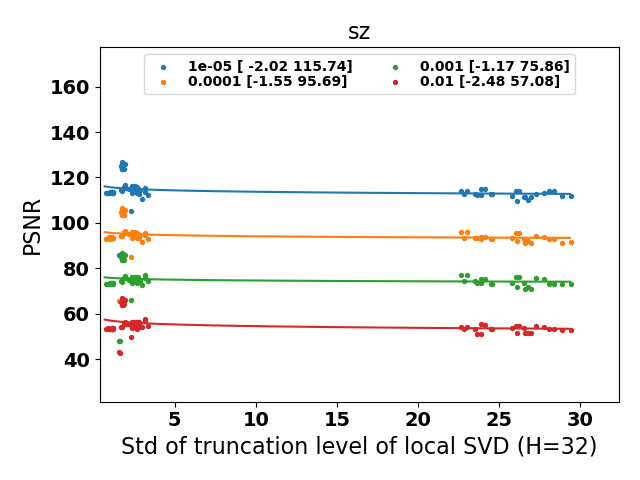 sz
1e-05 [ -2.02 115.74]
0.0001 [-1.55 95.69]
0.001 [-1.17 75.86]
0.01 [-2.48 57.08]
PSNR
160
140
120
100
80
60
40
5 10 15 20 25 30
Std of truncation level of local SVD (H=32)